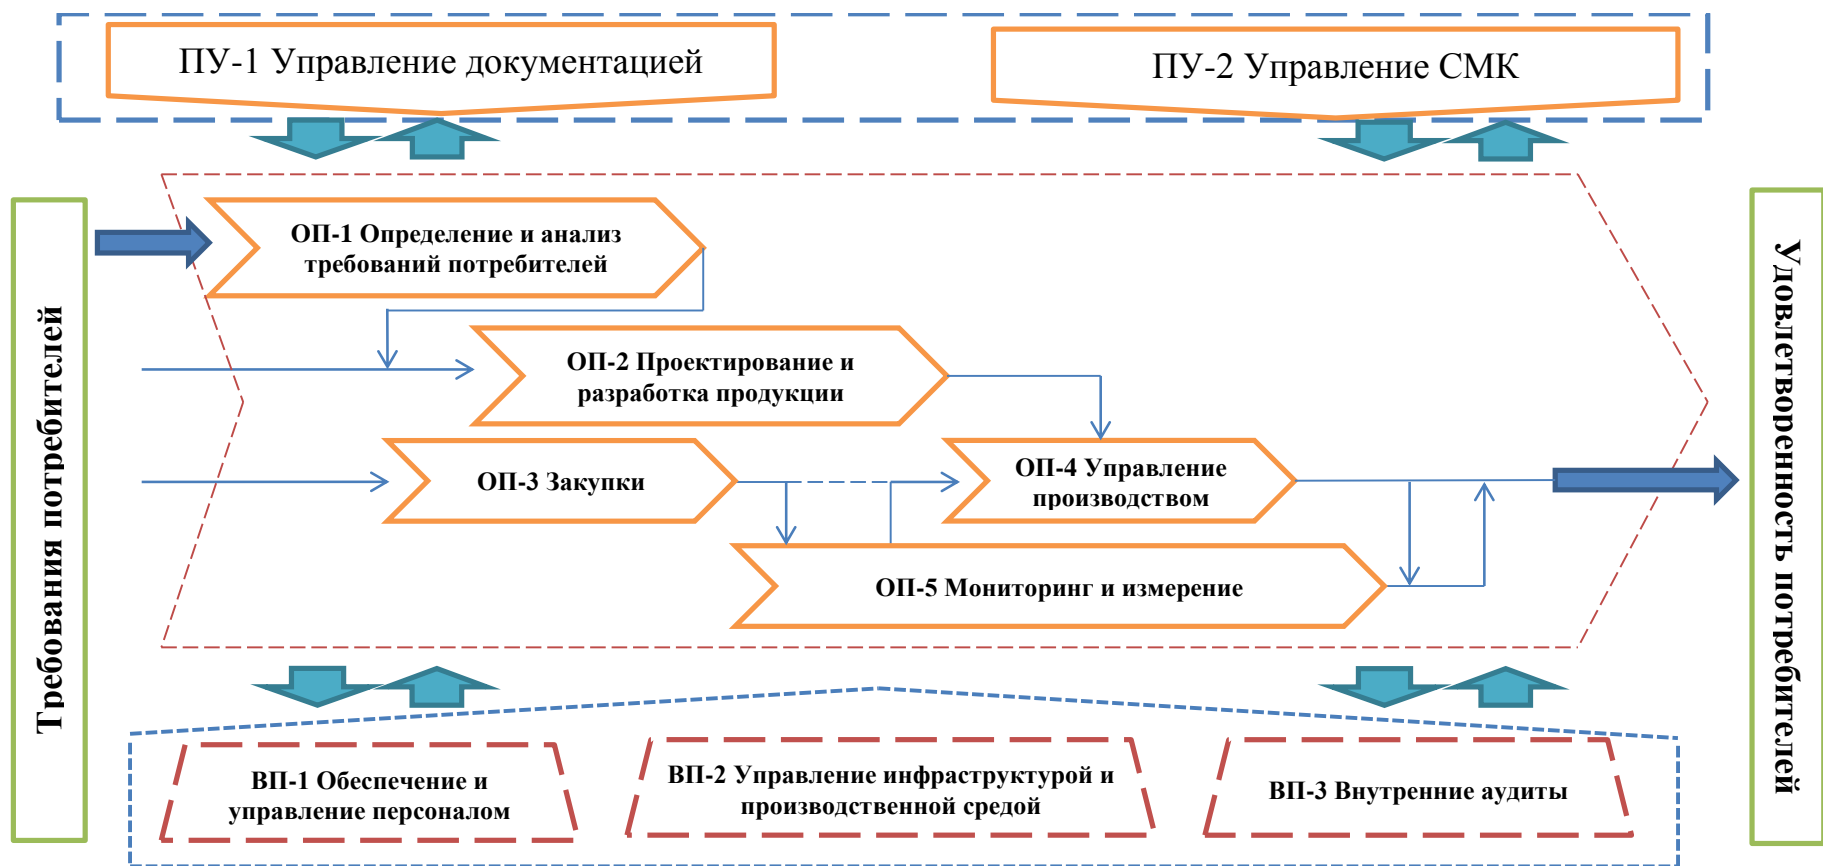 ПУ-1 Управление документацией
ПУ-2 Управление СМК
Требования потребителей
ОП-1 Определение и анализ
требований потребителей
ОП-2 Проектирование и
разработка продукции
ОП-3 Закупки
ОП-4 Управление
производством
ОП-5 Мониторинг и измерение
Удовлетворенность потребителей
ВП-1 Обеспечение и
управление персоналом
ВП-2 Управление инфраструктурой и
производственной средой
ВП-3 Внутренние аудиты